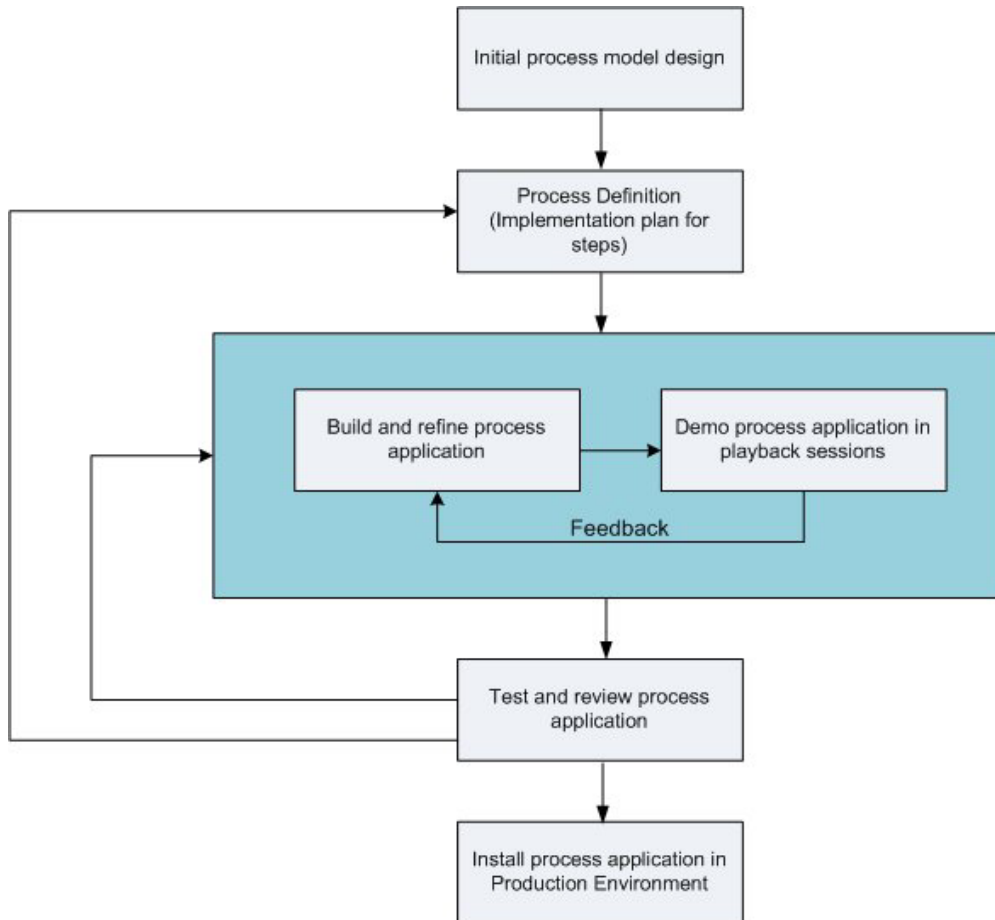 Initial process model design
Process Definition
(Implementation plan for
steps)
Build and refine process
application
Demo process application in
playback sessions
Feedback
Test and review process
application
Install process application in
Production Environment